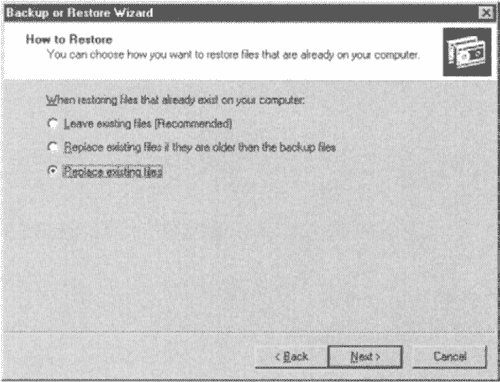 Backup or Restore Wizard
How to Restore
You can choose how you want to restore files that are already on your computer.
When restoring files that already exist on your computer:
Leave existing files (Recommended)
Replace existing files if they are older than the backup files
Replace existing files
< Back
Next >
Cancel